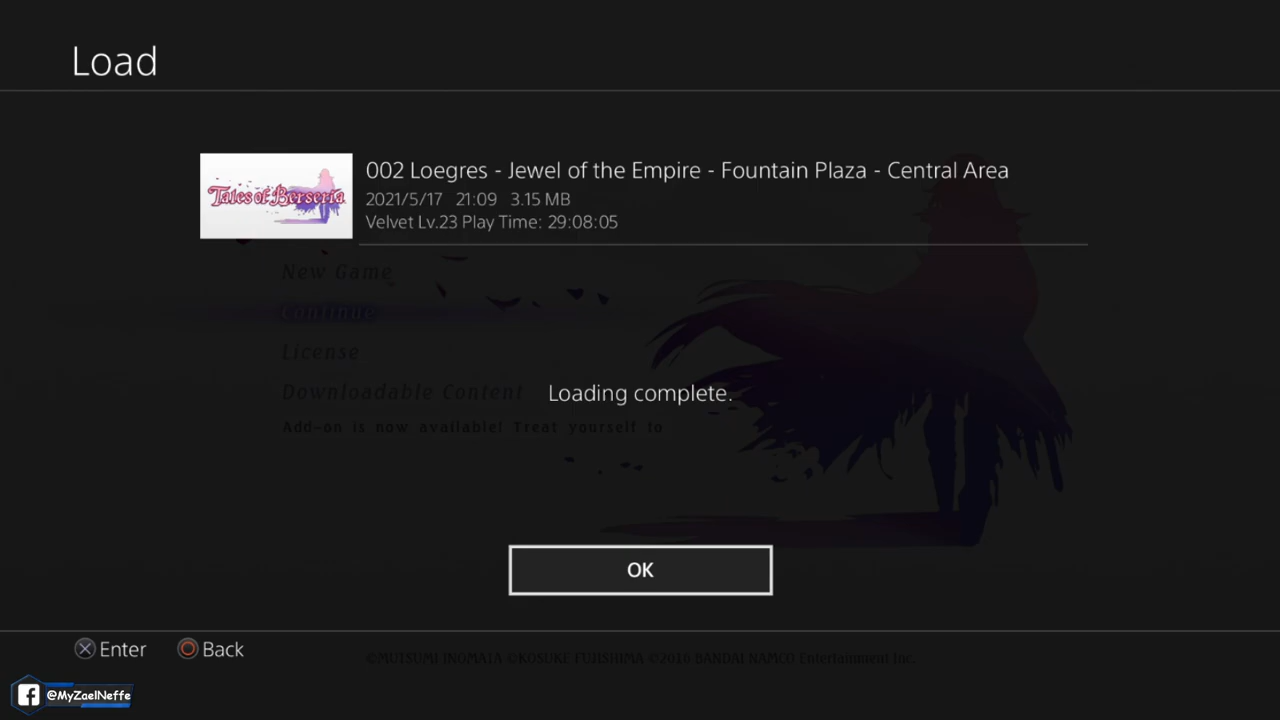 Load
Tales of Berseria
002 Loegres - Jewel of the Empire - Fountain Plaza - Central Area
2021/5/17 21:09 3.15 MB
Velvet Lv.23 Play Time: 29:08:05
New Game
Continue
License
Downloadable Content
Loading complete.
Add-on is now available! Treat yourself to
OK
Enter Back
©MUTSUMI INOMATA ©KOSUKE FUJISHIMA ©2016 BANDAI NAMCO Entertainment Inc.
@MyZaelNeffe